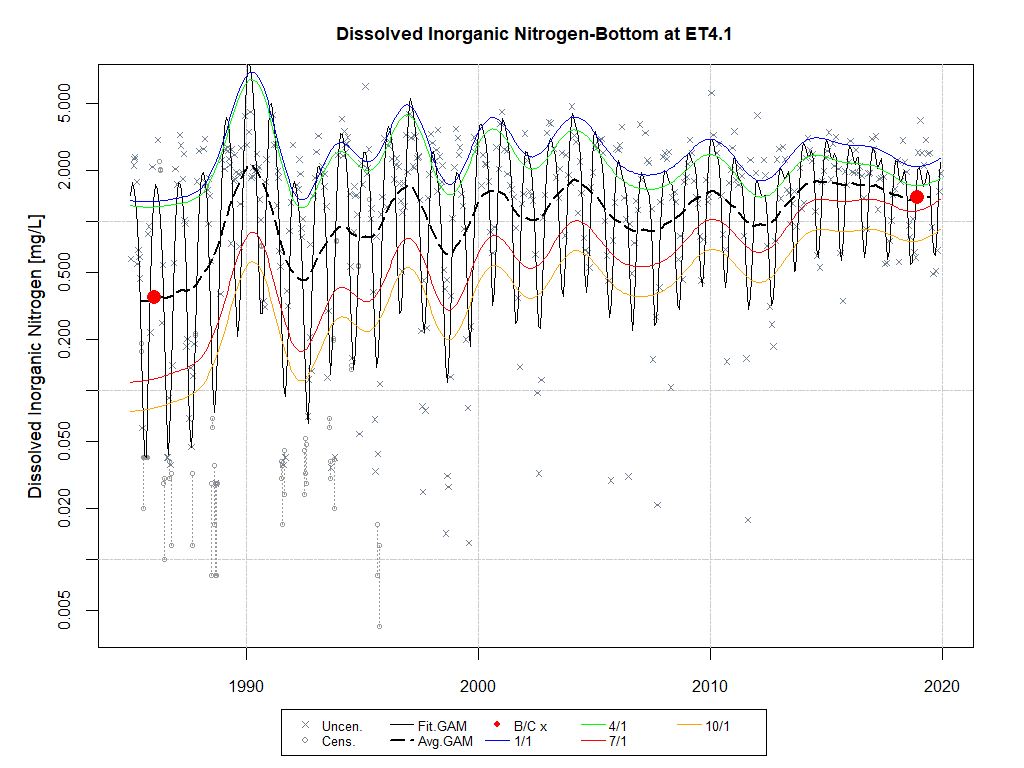 Dissolved Inorganic Nitrogen-Bottom at ET4.1
Dissolved Inorganic Nitrogen [mg/L]
5.000
2.000
0.500
0.200
0.050
0.020
0.005
1990 2000 2010 2020
Uncen. Fit.GAM B/C x 4/1 10/1
Cens. Avg.GAM 1/1 7/1